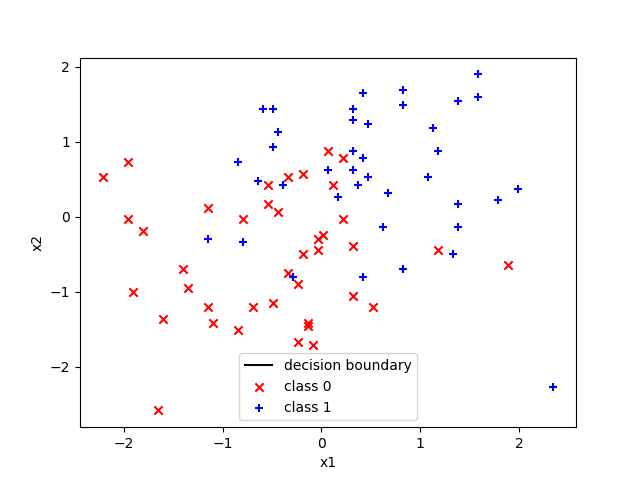 2
1
0
−1
−2
x2
decision boundary
class 0
class 1
−2 −1 0 1 2
x1